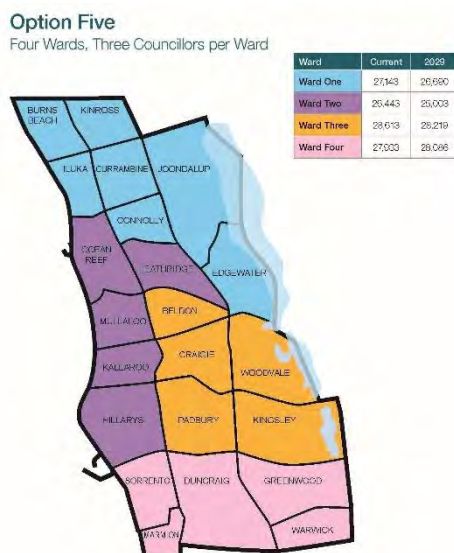 Option Five
Four Wards, Three Councillors per Ward
Ward Current 2029
Ward One 27,143 26,690
Ward Two 26,443 25,003
Ward Three 28,613 28,219
Ward Four 27,933 28,086
BURNS
BEACH
KINROSS
ILUKA
CURRAMBINE
JOONDALUP
CONNOLLY
OCEAN
REEF
HEATHRIDGE
EDGEWATER
MULLALOO
BELDON
CRAIGIE
KALLAROO
WOODVALE
HILLARYS
PADBURY
KINGSLEY
SORRENTO
DUNCRAIG
GREENWOOD
MARMION
WARWICK